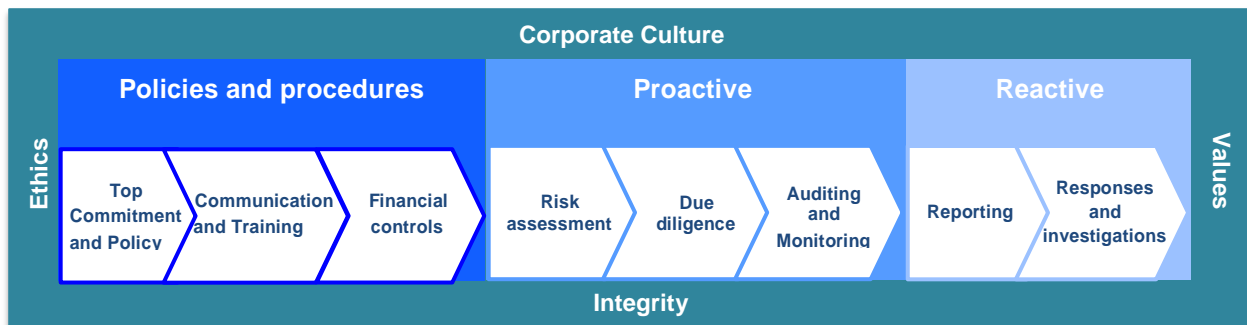 Corporate Culture
Ethics
Policies and procedures
Top
Commitment
and Policy
Communication
and Training
Financial
controls
Proactive
Risk
assessment
Due
diligence
Auditing
and
Monitoring
Reactive
Reporting
Responses
and
investigations
Values
Integrity